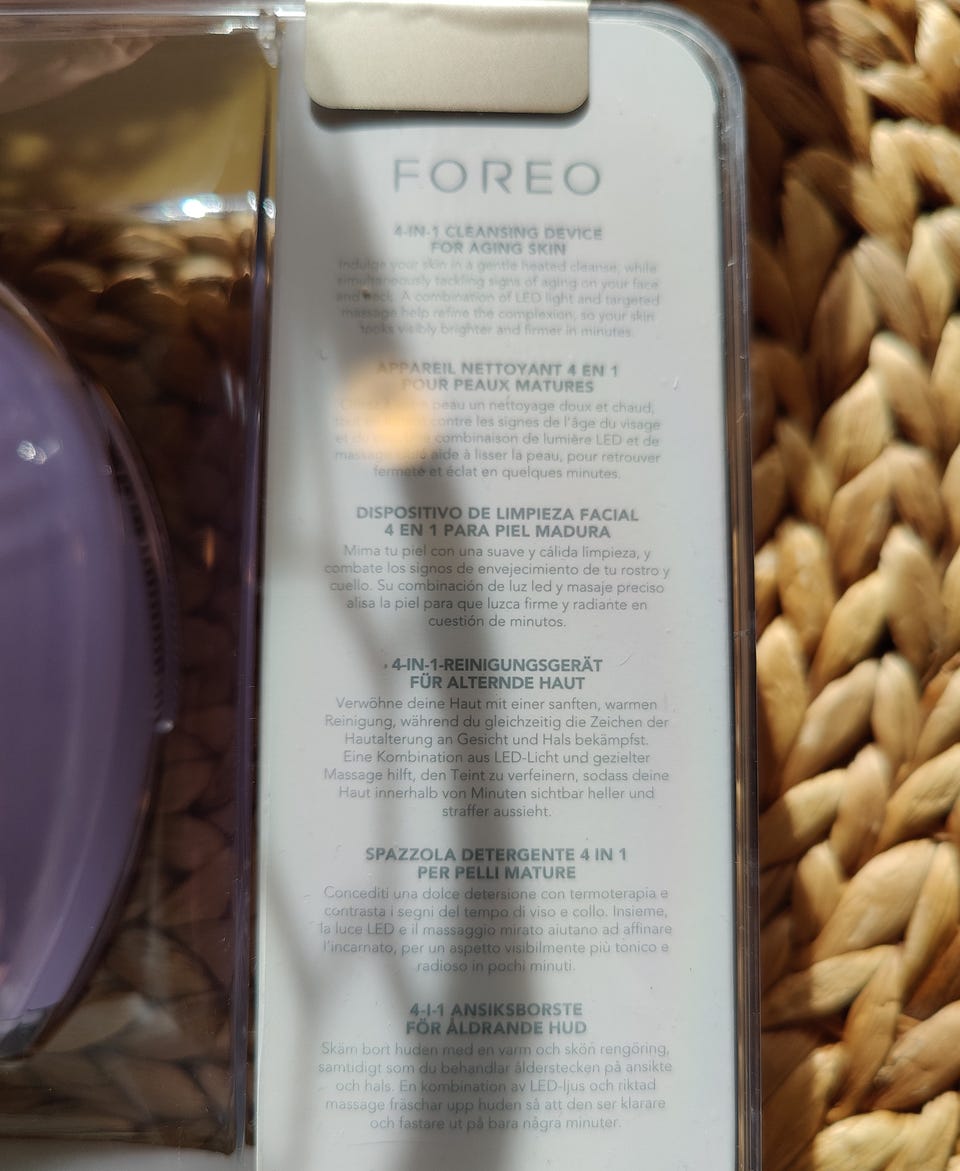 FOREO
4-IN-1 CLEANSING DEVICE
FOR AGING SKIN
Indulge your skin in a gentle heated cleanse, while
simultaneously tackling signs of aging on your face
and neck. A combination of LED light and targeted
massage help refine the complexion, so your skin
looks visibly brighter and firmer in minutes.
APPAREIL NETTOYANT 4 EN 1
POUR PEAUX MATURES
peau un nettoyage doux et chaud,
contre les signes de l'âge du visage
et du combinaison de lumière LED et de
aide à lisser la peau, pour retrouver
fermeté et éclat en quelques minutes.
DISPOSITIVO DE LIMPIEZA FACIAL
4 EN 1 PARA PIEL MADURA
Mima tu piel con una suave y cálida limpieza, y
combate los signos de envejecimiento de tu rostro y
cuello. Su combinación de luz led y masaje preciso
alisa la piel para que luzca firme y radiante en
cuestión de minutos.
4-IN-1-REINIGUNGSGERÄT
FÜR ALTERNDE HAUT
Verwöhne deine Haut mit einer sanften, warmen
Reinigung, während du gleichzeitig die Zeichen der
Hautalterung an Gesicht und Hals bekämpfst.
Eine Kombination aus LED-Licht und gezielter
Massage hilft, den Teint zu verfeinern, sodass deine
Haut innerhalb von Minuten sichtbar heller und
straffer aussieht.
SPAZZOLA DETERGENTE 4 IN 1
PER PELLI MATURE
Concediti una dolce detersione con termoterapia e
contrasta i segni del tempo di viso e collo. Insieme,
la luce LED e il massaggio mirato aiutano ad affinare
l'incarnato, per un aspetto visibilmente più tonico e
radioso in pochi minuti.
4-I-1 ANSIKSBORSTE
FÖR ÅLDRANDE HUD
Skäm bort huden med en varm och skön rengöring,
samtidigt som du behandlar ålderstecken på ansikte
och hals. En kombination av LED-ljus och riktad
massage fräschar upp huden så att den ser klarare
och fastare ut på bara några minuter.